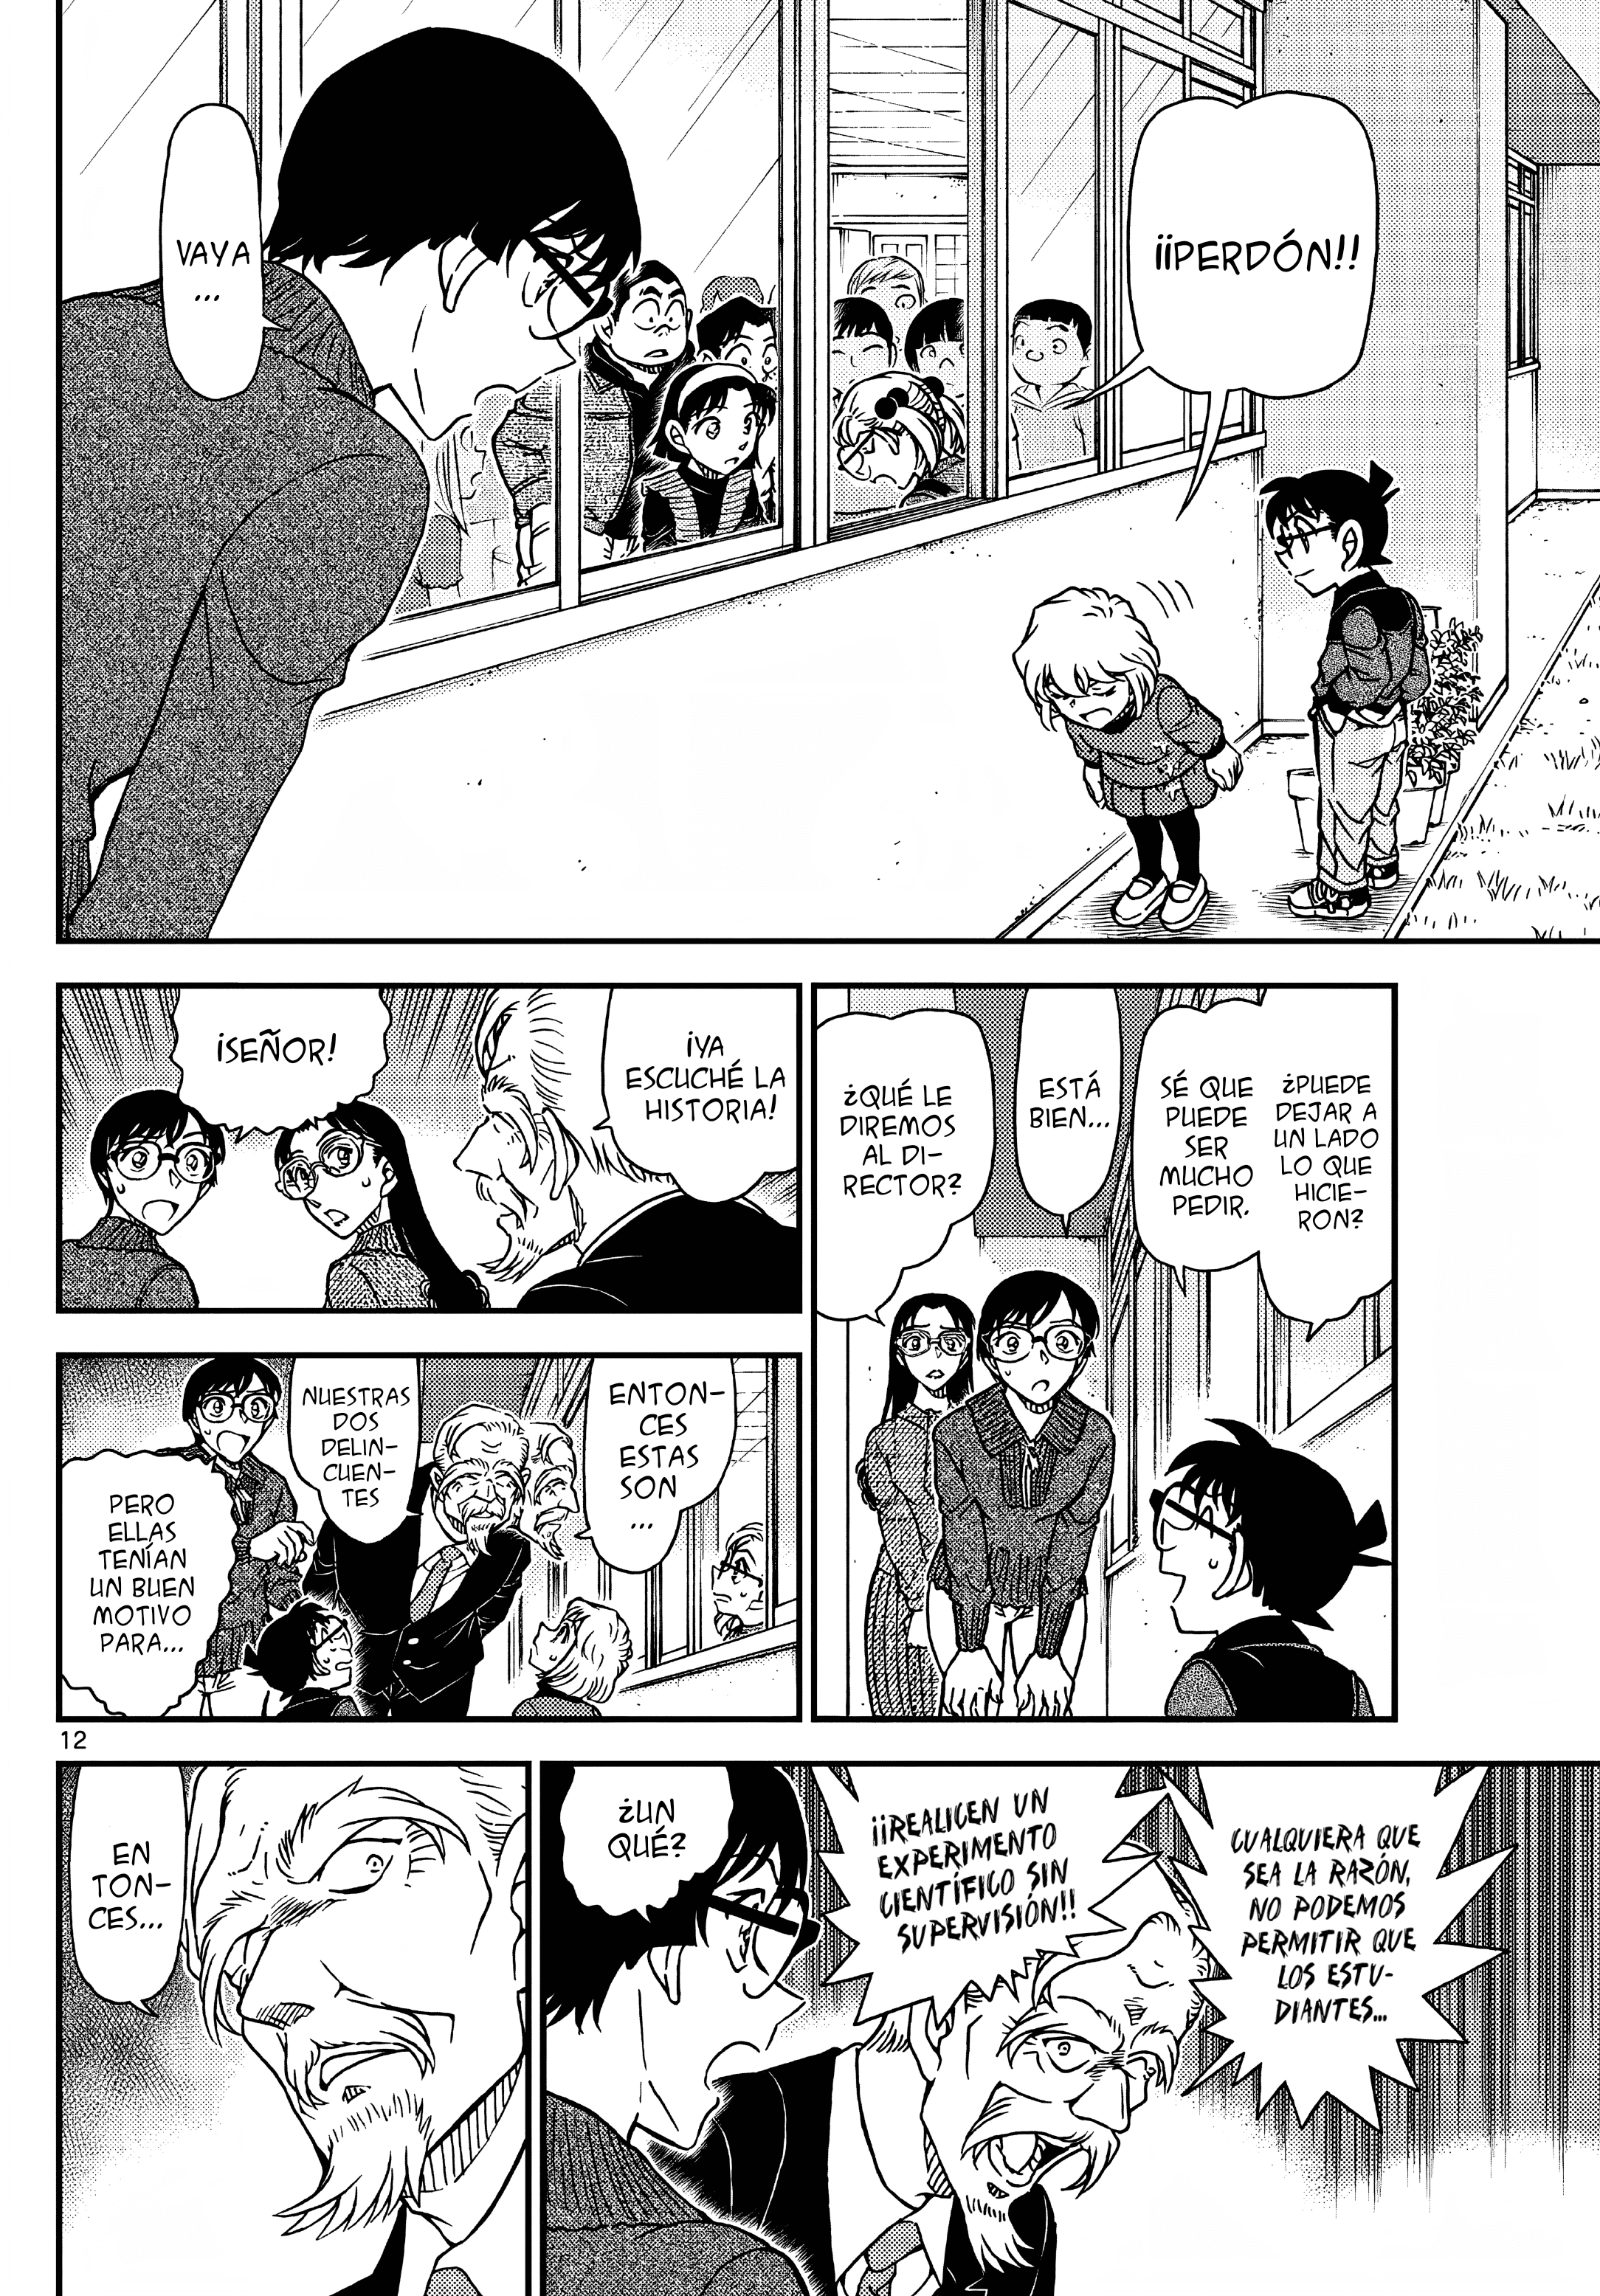 ¡¡PERDÓN!!
VAYA
...
¿PUEDE
DEJAR A
UN LADO
LO QUE
HICIE-
RON?
SÉ QUE
PUEDE
SER
MUCHO
PEDIR.
ESTÁ
BIEN...
¿QUÉ LE
DIREMOS
AL DI-
RECTOR?
¡YA
ESCUCHÉ LA
HISTORIA!
¡SEÑOR!
ENTON-
CES
ESTAS
SON
...
NUESTRAS
DOS
DELIN-
CUEN-
TES
PERO
ELLAS
TENÍAN
UN BUEN
MOTIVO
PARA...
12
CUALQUIERA QUE
SEA LA RAZÓN,
NO PODEMOS
PERMITIR QUE
LOS ESTU-
DIANTES...
¡¡REALICEN UN
EXPERIMENTO
CIENTÍFICO SIN
SUPERVISIÓN!!
¿UN
QUÉ?
EN
TON-
CES...